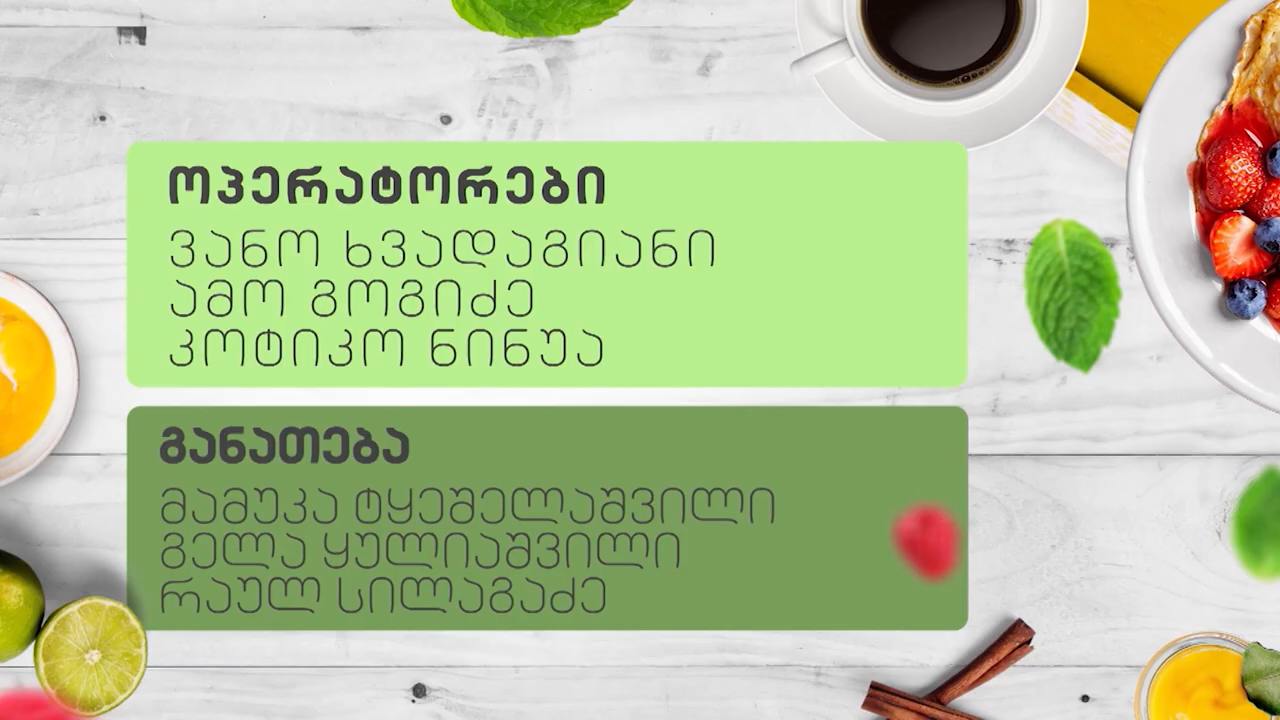 ოპერატორები
ვანო ხვადაგიანი
ამო გოგიძე
კოტიკო ნინუა
განათება
მამუკა ტყეშელაშვილი
გელა ყულიაშვილი
რაულ სილაგაძე